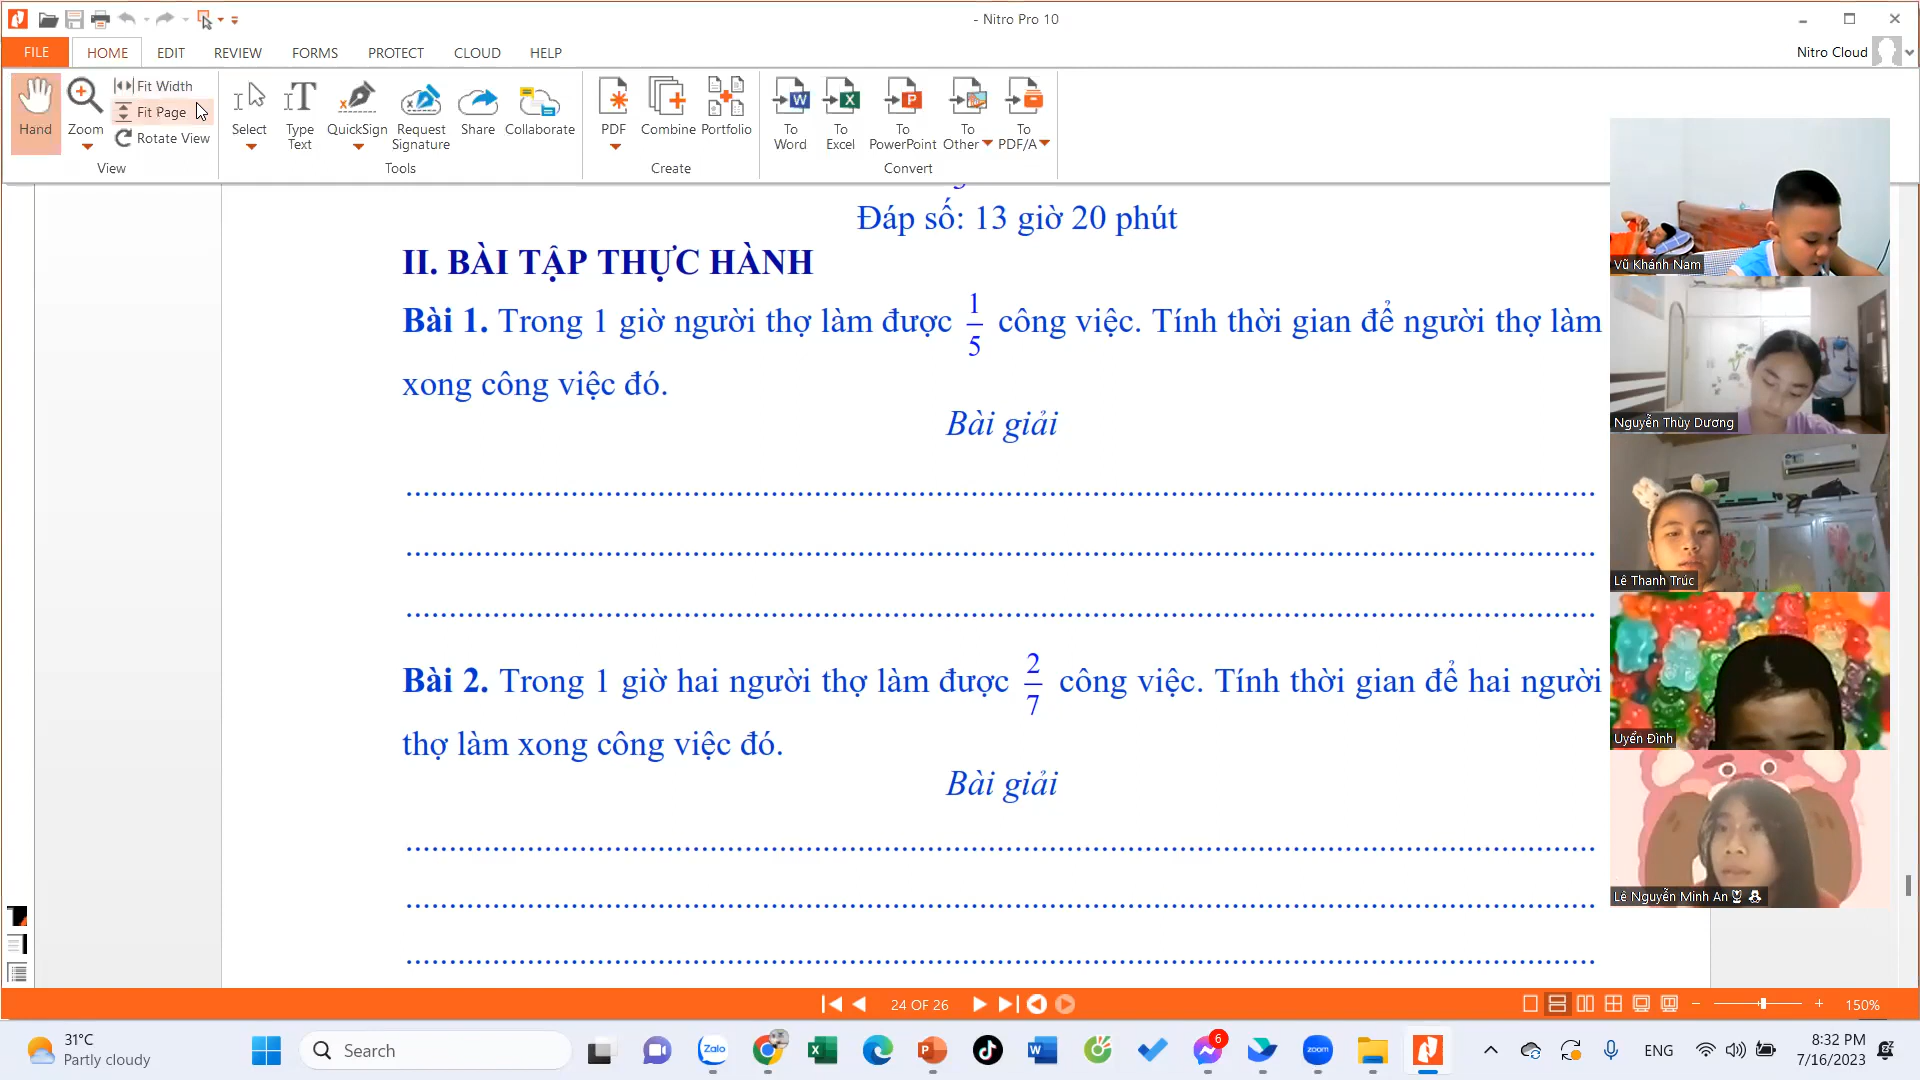 - Nitro Pro 10
FILE HOME EDIT REVIEW FORMS PROTECT CLOUD HELP
Nitro Cloud
Hand
Zoom
Fit Width
Fit Page
Rotate View
View
Select
Type Text
QuickSign
Request Signature
Share
Collaborate
Tools
PDF
Combine
Portfolio
Create
To Word
To Excel
To PowerPoint
To Other
To PDF/A
Convert
Đáp số: 13 giờ 20 phút
II. BÀI TẬP THỰC HÀNH
Bài 1. Trong 1 giờ người thợ làm được 1/5 công việc. Tính thời gian để người thợ làm
xong công việc đó.
Bài giải
Bài 2. Trong 1 giờ hai người thợ làm được 2/7 công việc. Tính thời gian để hai người
thợ làm xong công việc đó.
Bài giải
Vũ Khánh Nam
Nguyễn Thùy Dương
Lê Thanh Trúc
Uyển Đình
Lê Nguyễn Minh An
24 OF 26
150%
31°C
Partly cloudy
Search
Zalo
zoom
6
ENG
8:32 PM
7/16/2023